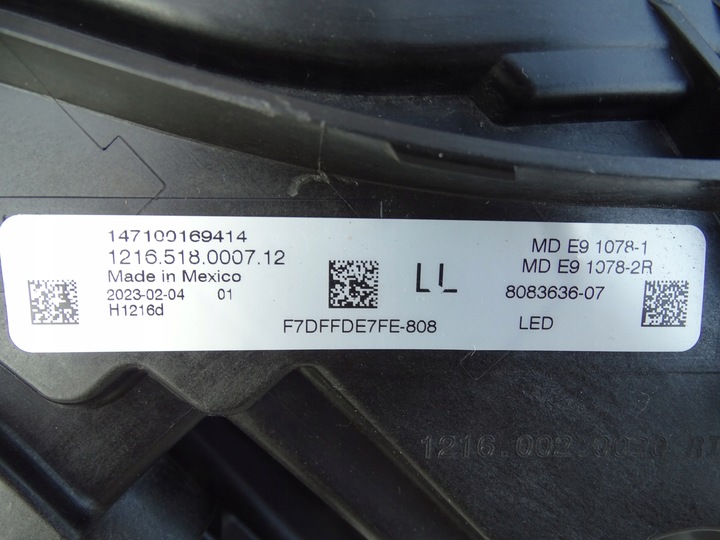 147100169414
1216.518.0007.12
Made in Mexico
2023-02-04 01
H1216d
F7DFFDE7FE-808
LL
MD E9 1078-1
MD E9 1078-2R
8083636-07
LED